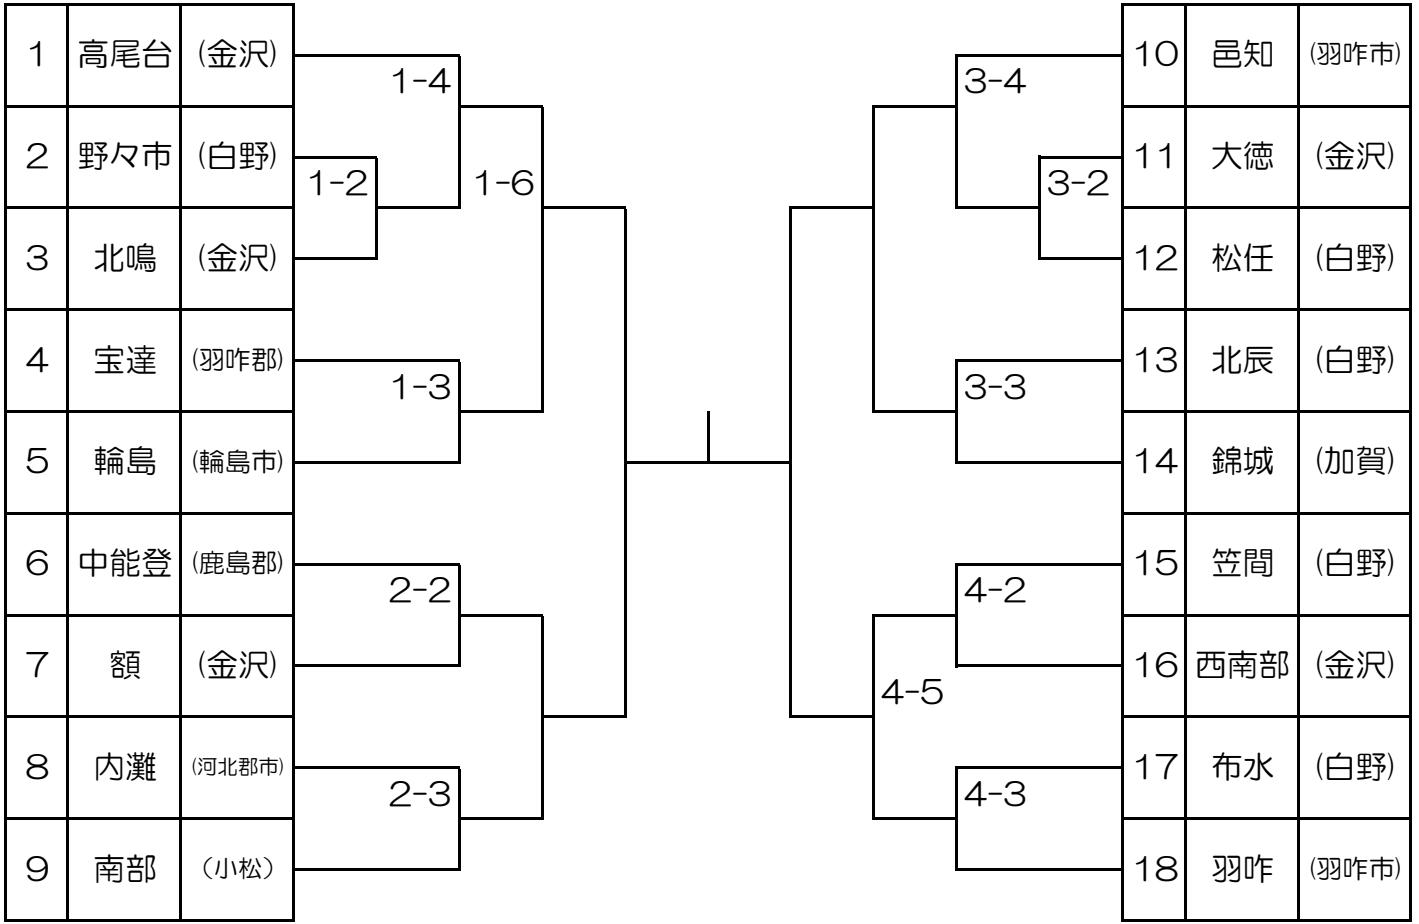 1 高尾台 (金沢)
2 野々市 (白野)
3 北鳴 (金沢)
4 宝達 (羽咋郡)
5 輪島 (輪島市)
6 中能登 (鹿島郡)
7 額 (金沢)
8 内灘 (河北郡市)
9 南部 （小松）
1-4
1-2
1-6
1-3
2-2
2-3
3-4
3-2
3-3
4-2
4-5
4-3
10 邑知 (羽咋市)
11 大徳 (金沢)
12 松任 (白野)
13 北辰 (白野)
14 錦城 (加賀)
15 笠間 (白野)
16 西南部 (金沢)
17 布水 (白野)
18 羽咋 (羽咋市)